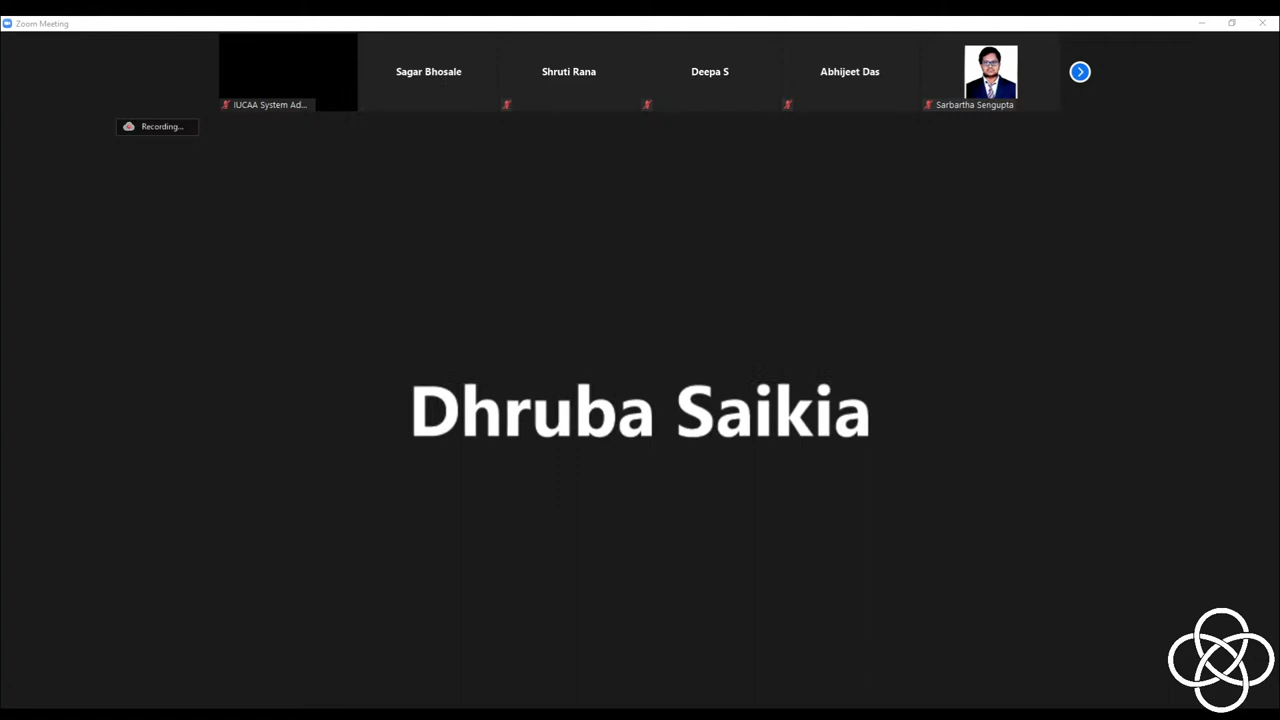 Zoom Meeting
Sagar Bhosale
Shruti Rana
Deepa S
Abhijeet Das
IUCAA System Ad...
Sarbartha Sengupta
Recording...
Dhruba Saikia